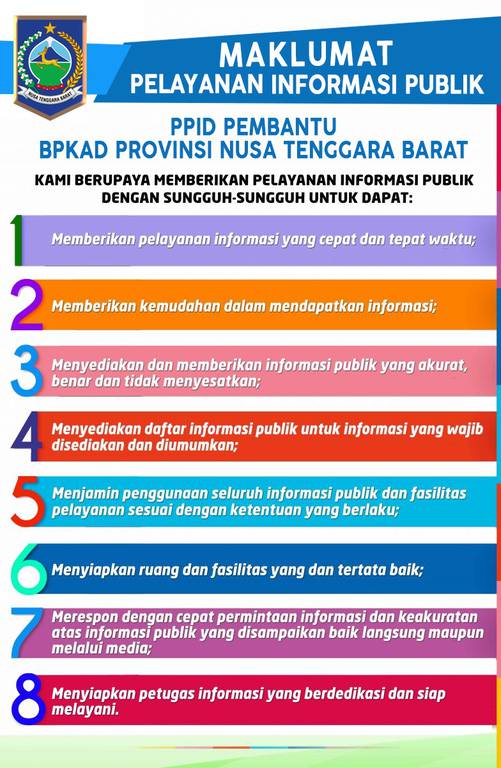 NUSA TENGGARA BARAT
MAKLUMAT
PELAYANAN INFORMASI PUBLIK
PPID PEMBANTU
BPKAD PROVINSI NUSA TENGGARA BARAT
KAMI BERUPAYA MEMBERIKAN PELAYANAN INFORMASI PUBLIK
DENGAN SUNGGUH-SUNGGUH UNTUK DAPAT:
1 Memberikan pelayanan informasi yang cepat dan tepat waktu;
2 Memberikan kemudahan dalam mendapatkan informasi;
3 Menyediakan dan memberikan informasi publik yang akurat,
benar dan tidak menyesatkan;
4 Menyediakan daftar informasi publik untuk informasi yang wajib
disediakan dan diumumkan;
5 Menjamin penggunaan seluruh informasi publik dan fasilitas
pelayanan sesuai dengan ketentuan yang berlaku;
6 Menyiapkan ruang dan fasilitas yang dan tertata baik;
7 Merespon dengan cepat permintaan informasi dan keakuratan
atas informasi publik yang disampaikan baik langsung maupun
melalui media;
8 Menyiapkan petugas informasi yang berdedikasi dan siap
melayani.